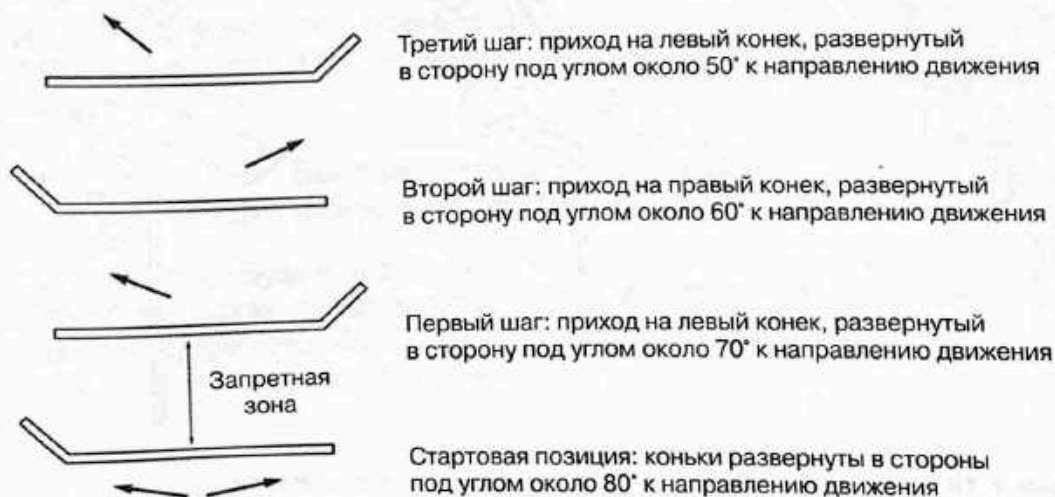 Третий шаг: приход на левый конек, развернутый
в сторону под углом около 50° к направлению движения
Второй шаг: приход на правый конек, развернутый
в сторону под углом около 60° к направлению движения
Первый шаг: приход на левый конек, развернутый
в сторону под углом около 70° к направлению движения
Запретная
зона
Стартовая позиция: коньки развернуты в стороны
под углом около 80° к направлению движения